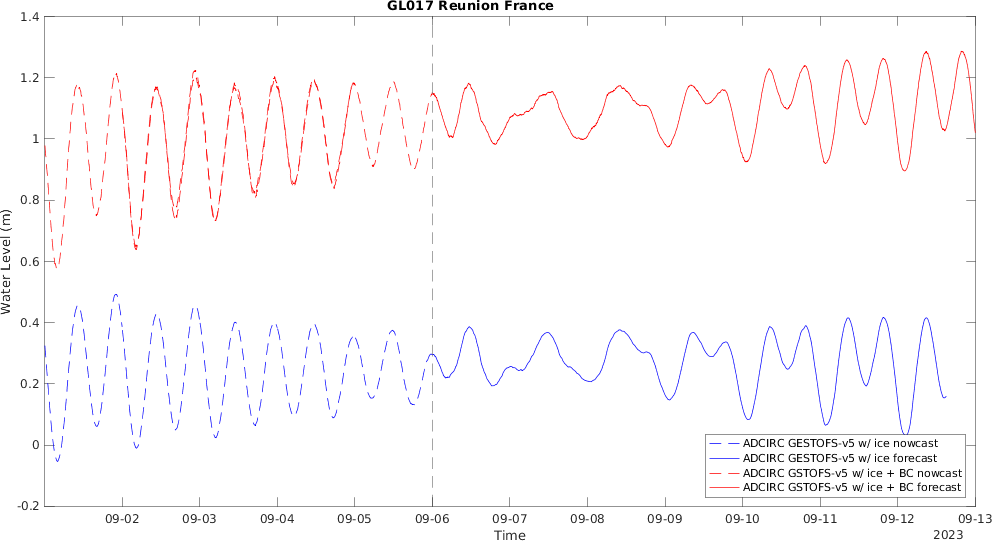 GL017 Reunion France
1.4
1.2
1
0.8
0.6
0.4
0.2
0
-0.2
Water Level (m)
09-02 09-03 09-04 09-05 09-06 09-07 09-08 09-09 09-10 09-11 09-12 09-13
Time
2023
ADCIRC GESTOFS-v5 w/ ice nowcast
ADCIRC GESTOFS-v5 w/ ice forecast
ADCIRC GSTOFS-v5 w/ ice + BC nowcast
ADCIRC GSTOFS-v5 w/ ice + BC forecast